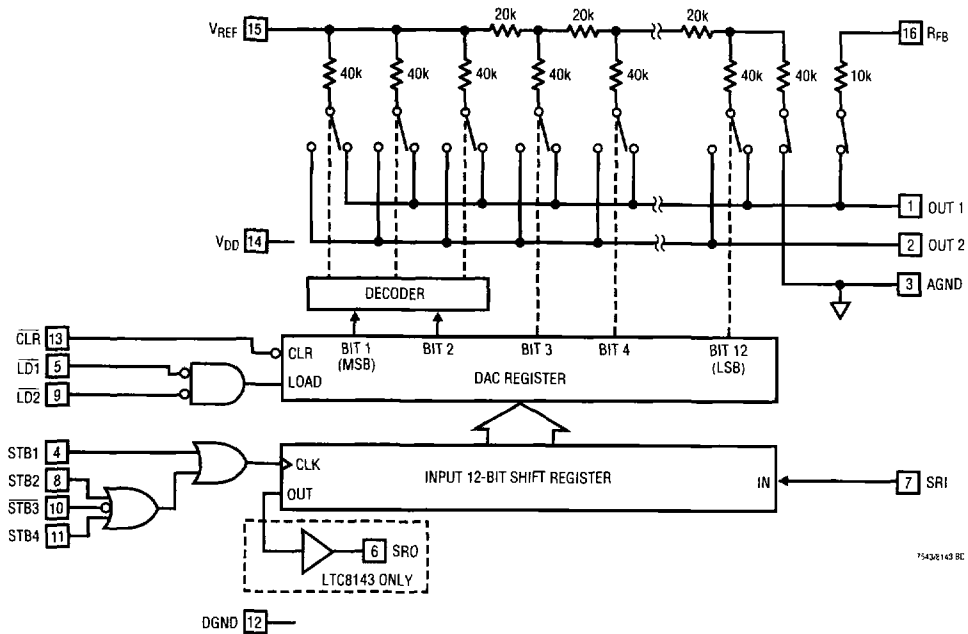 20k 20k 20k
VREF 15 16 RFB
40k 40k 40k 40k 40k 40k 40k 10k
1 OUT 1
VDD 14 2 OUT 2
3 AGND
DECODER
CLR 13
CLR BIT 1 BIT 2 BIT 3 BIT 4 BIT 12
(MSB) (LSB)
LD1 5
LOAD DAC REGISTER
LD2 9
STB1 4
CLK INPUT 12-BIT SHIFT REGISTER
STB2 8 IN 7 SRI
OUT
STB3 10
STB4 11
6 SRO
LTC8143 ONLY
7543/8143 BD
DGND 12